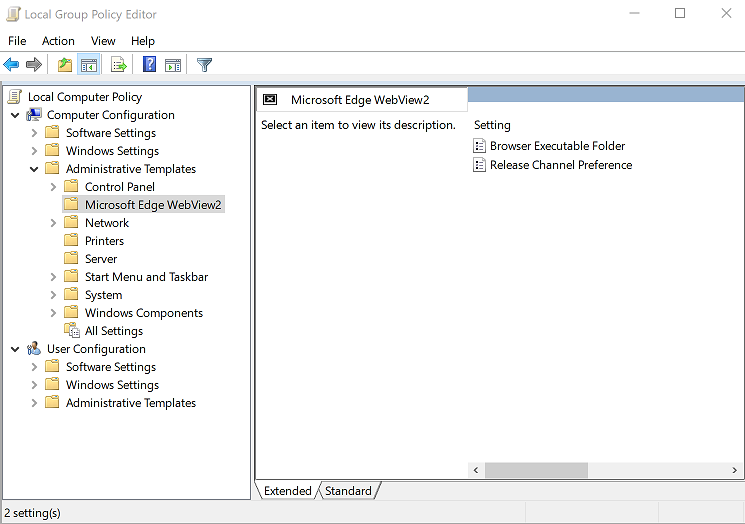 Local Group Policy Editor
File Action View Help
Local Computer Policy
Computer Configuration
Software Settings
Windows Settings
Administrative Templates
Control Panel
Microsoft Edge WebView2
Network
Printers
Server
Start Menu and Taskbar
System
Windows Components
All Settings
User Configuration
Software Settings
Windows Settings
Administrative Templates
Microsoft Edge WebView2
Select an item to view its description.
Setting
Browser Executable Folder
Release Channel Preference
Extended Standard
2 setting(s)